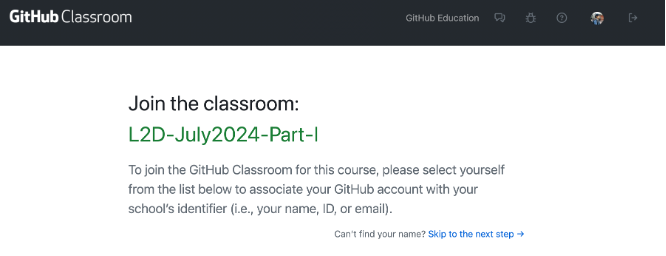 GitHub Classroom
GitHub Education
Join the classroom:
L2D-July2024-Part-I
To join the GitHub Classroom for this course, please select yourself
from the list below to associate your GitHub account with your
school's identifier (i.e., your name, ID, or email).
Can't find your name? Skip to the next step →